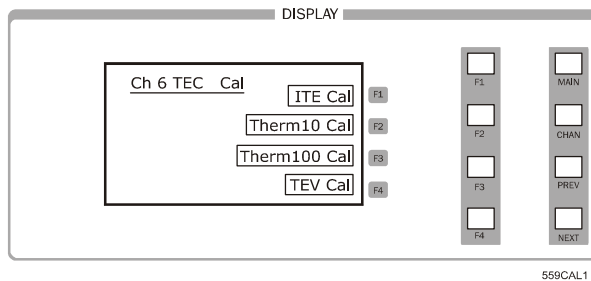 DISPLAY
Ch 6 TEC Cal
ITE Cal F1
Therm10 Cal F2
Therm100 Cal F3
TEV Cal F4
F1 MAIN
F2 CHAN
F3 PREV
F4 NEXT
559CAL1